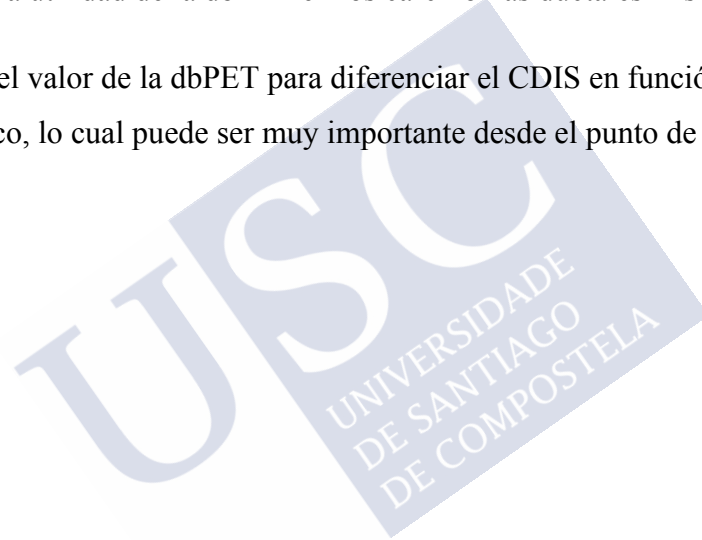 el valor de la dbPET para diferenciar el CDIS en funció
co, lo cual puede ser muy importante desde el punto de
USC
UNIVERSIDADE
DE SANTIAGO
DE COMPOSTELA